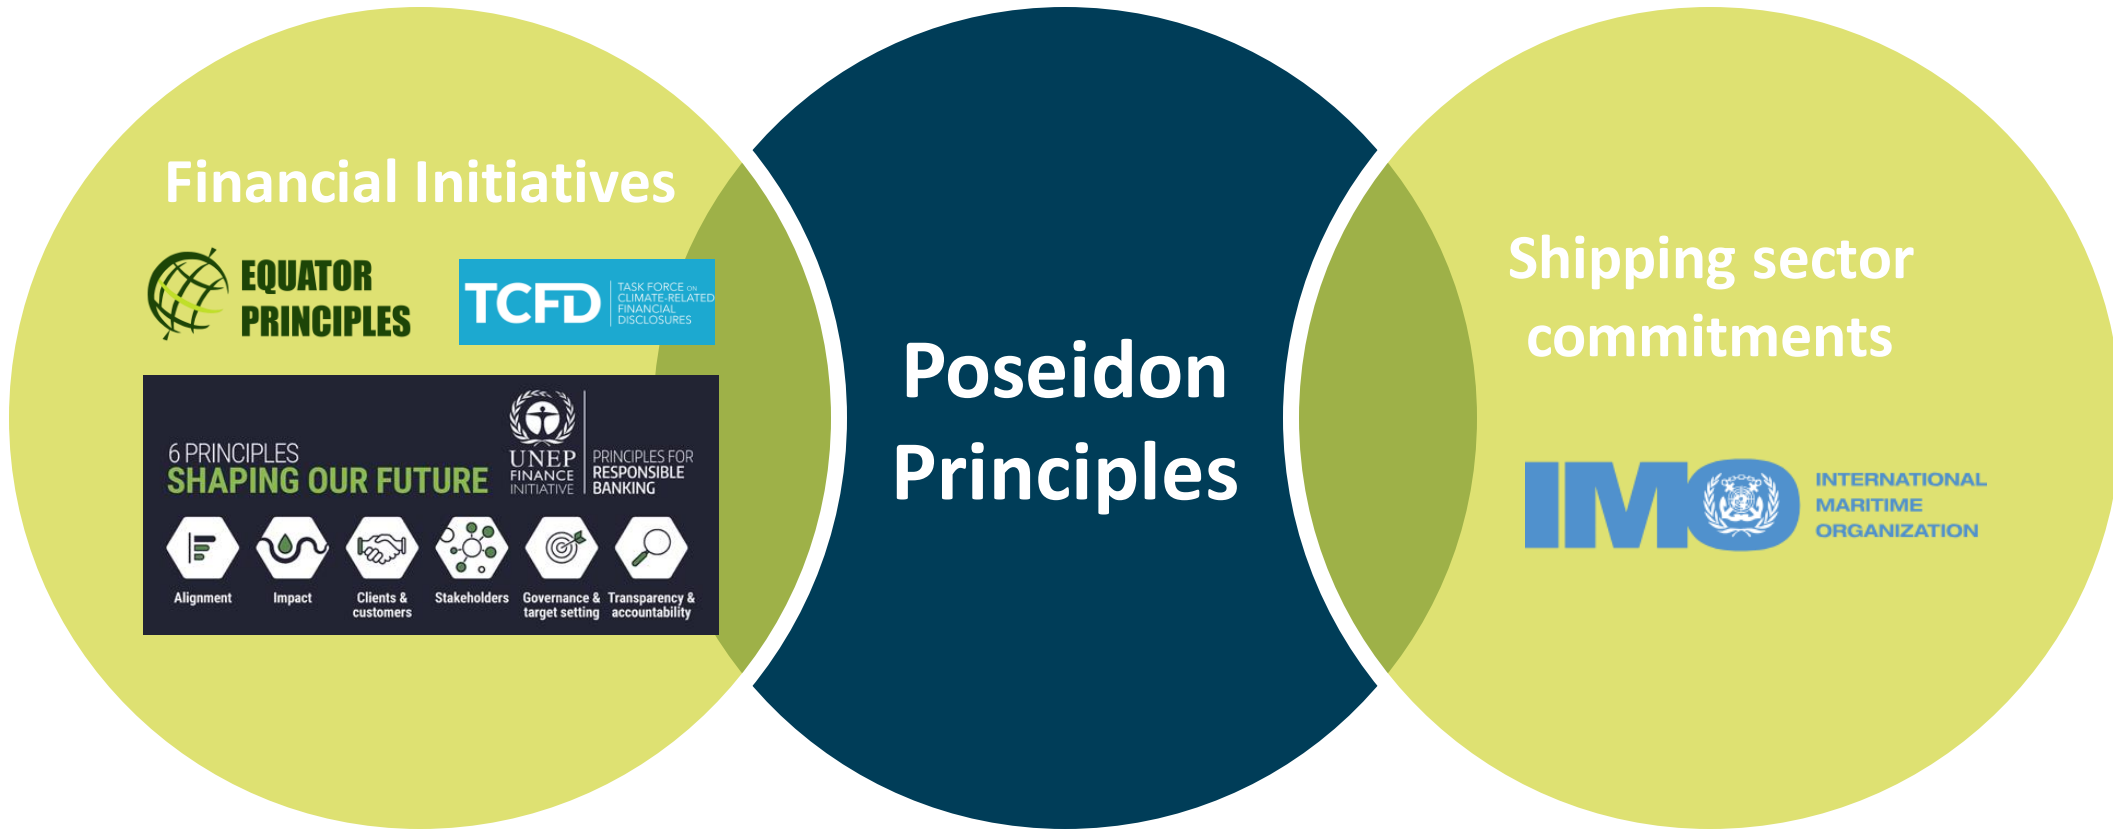 Financial Initiatives
EQUATOR
PRINCIPLES
TCFD
TASK FORCE ON
CLIMATE-RELATED
FINANCIAL
DISCLOSURES
6 PRINCIPLES
SHAPING OUR FUTURE
UNEP
FINANCE
INITIATIVE
PRINCIPLES FOR
RESPONSIBLE
BANKING
Alignment
Impact
Clients &
customers
Stakeholders
Governance &
target setting
Transparency &
accountability
Poseidon
Principles
Shipping sector
commitments
IMO
INTERNATIONAL
MARITIME
ORGANIZATION